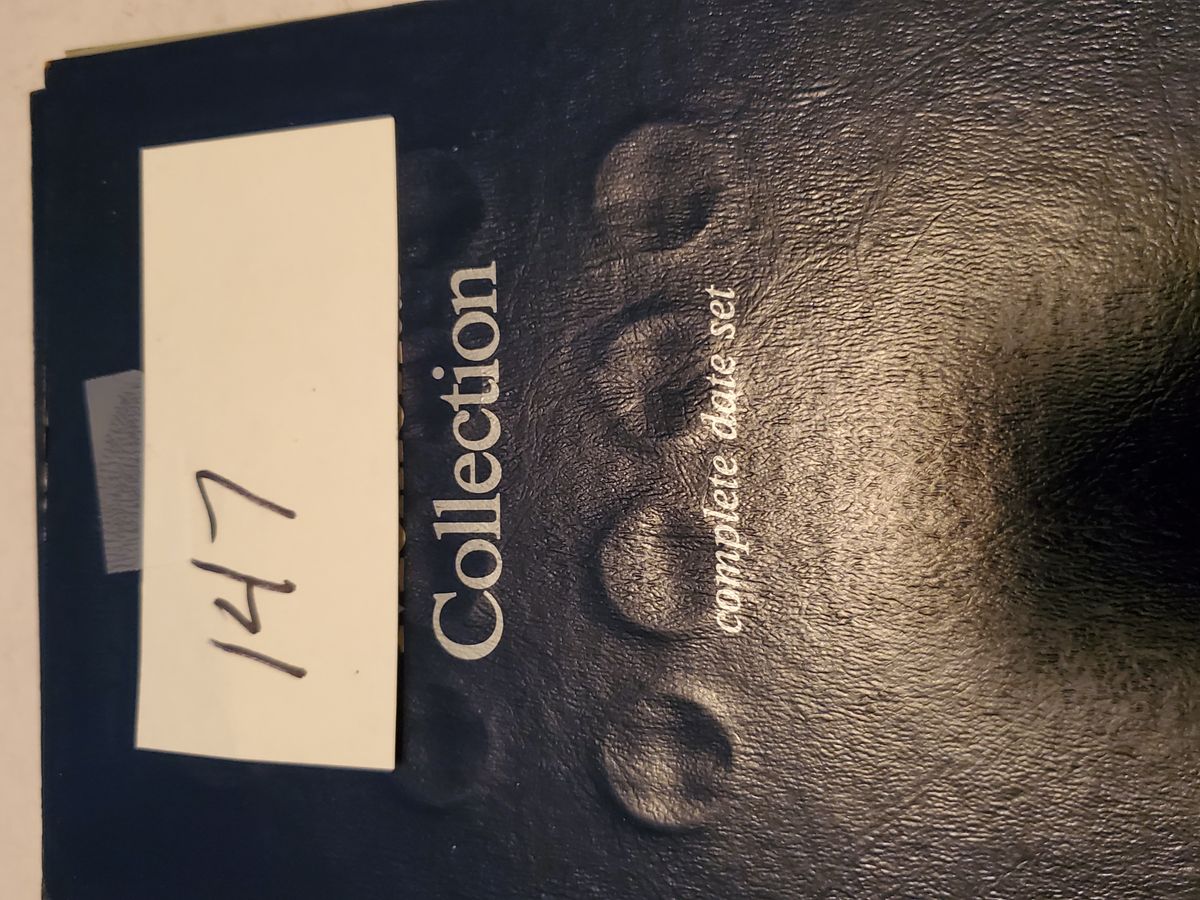 147
Collection
complete date set